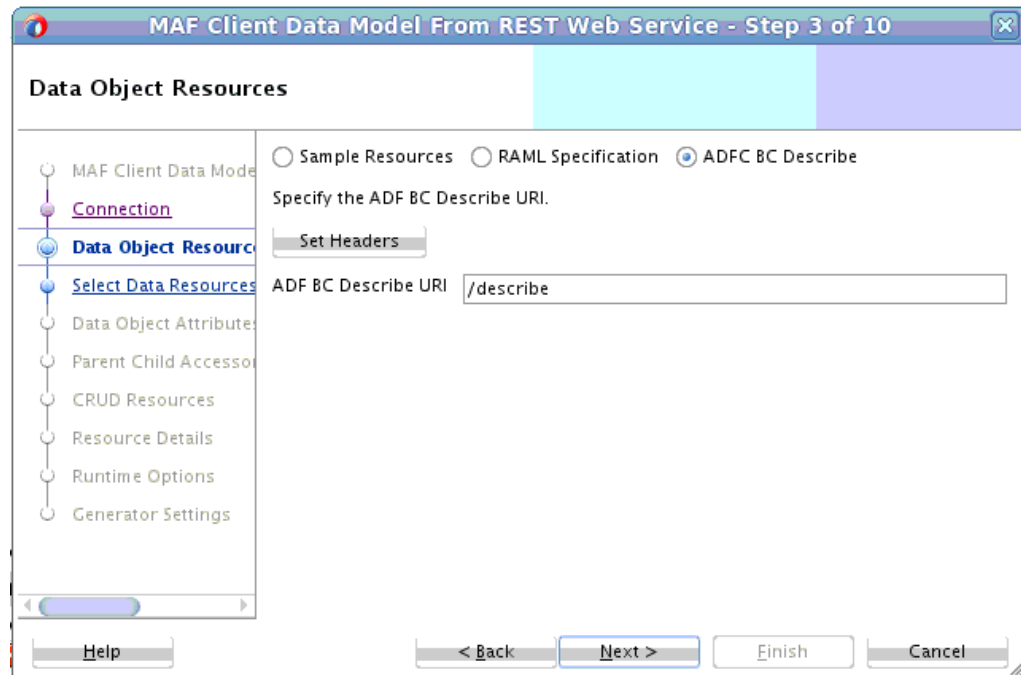 MAF Client Data Model From REST Web Service - Step 3 of 10
Data Object Resources
MAF Client Data Mode
Connection
Data Object Resourc
Select Data Resources
Data Object Attribute
Parent Child Accessor
CRUD Resources
Resource Details
Runtime Options
Generator Settings
Sample Resources RAML Specification ADFC BC Describe
Specify the ADF BC Describe URI.
Set Headers
ADF BC Describe URI /describe
Help < Back Next > Finish Cancel